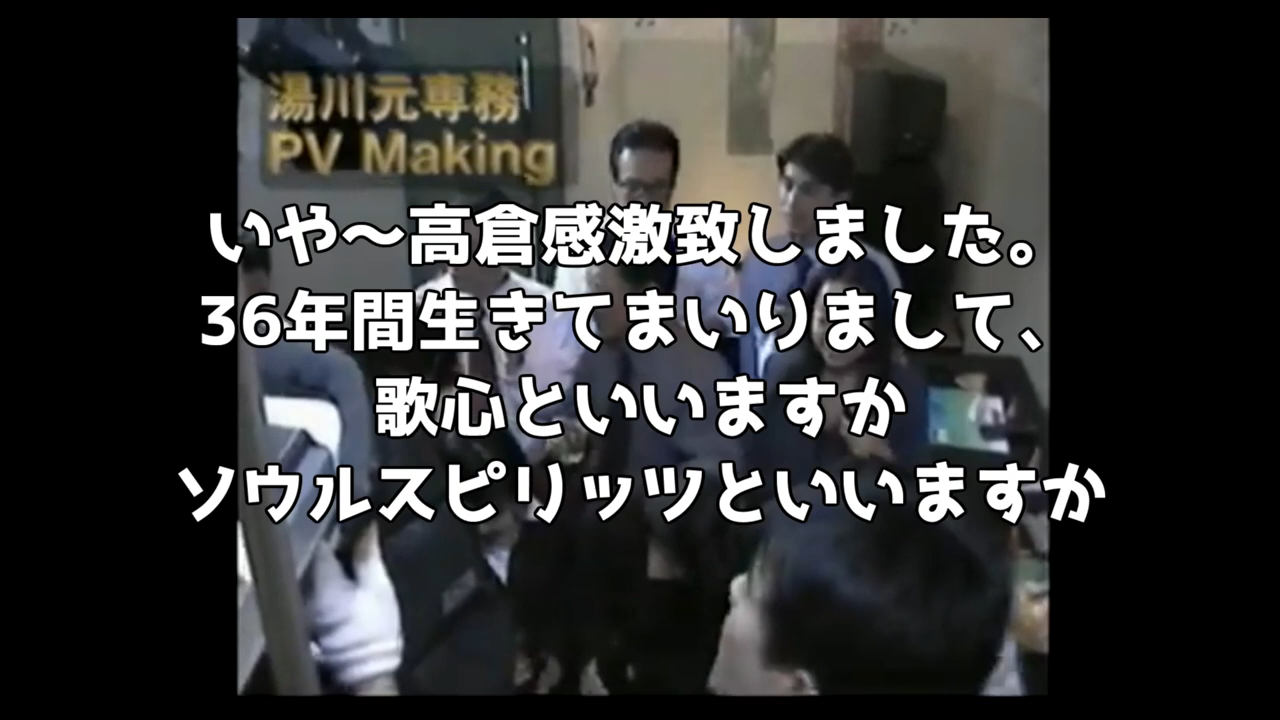 湯川元専務
PV Making
いや〜高倉感激致しました。
36年間生きてまいりまして、
歌心といいますか
ソウルスピリッツといいますか